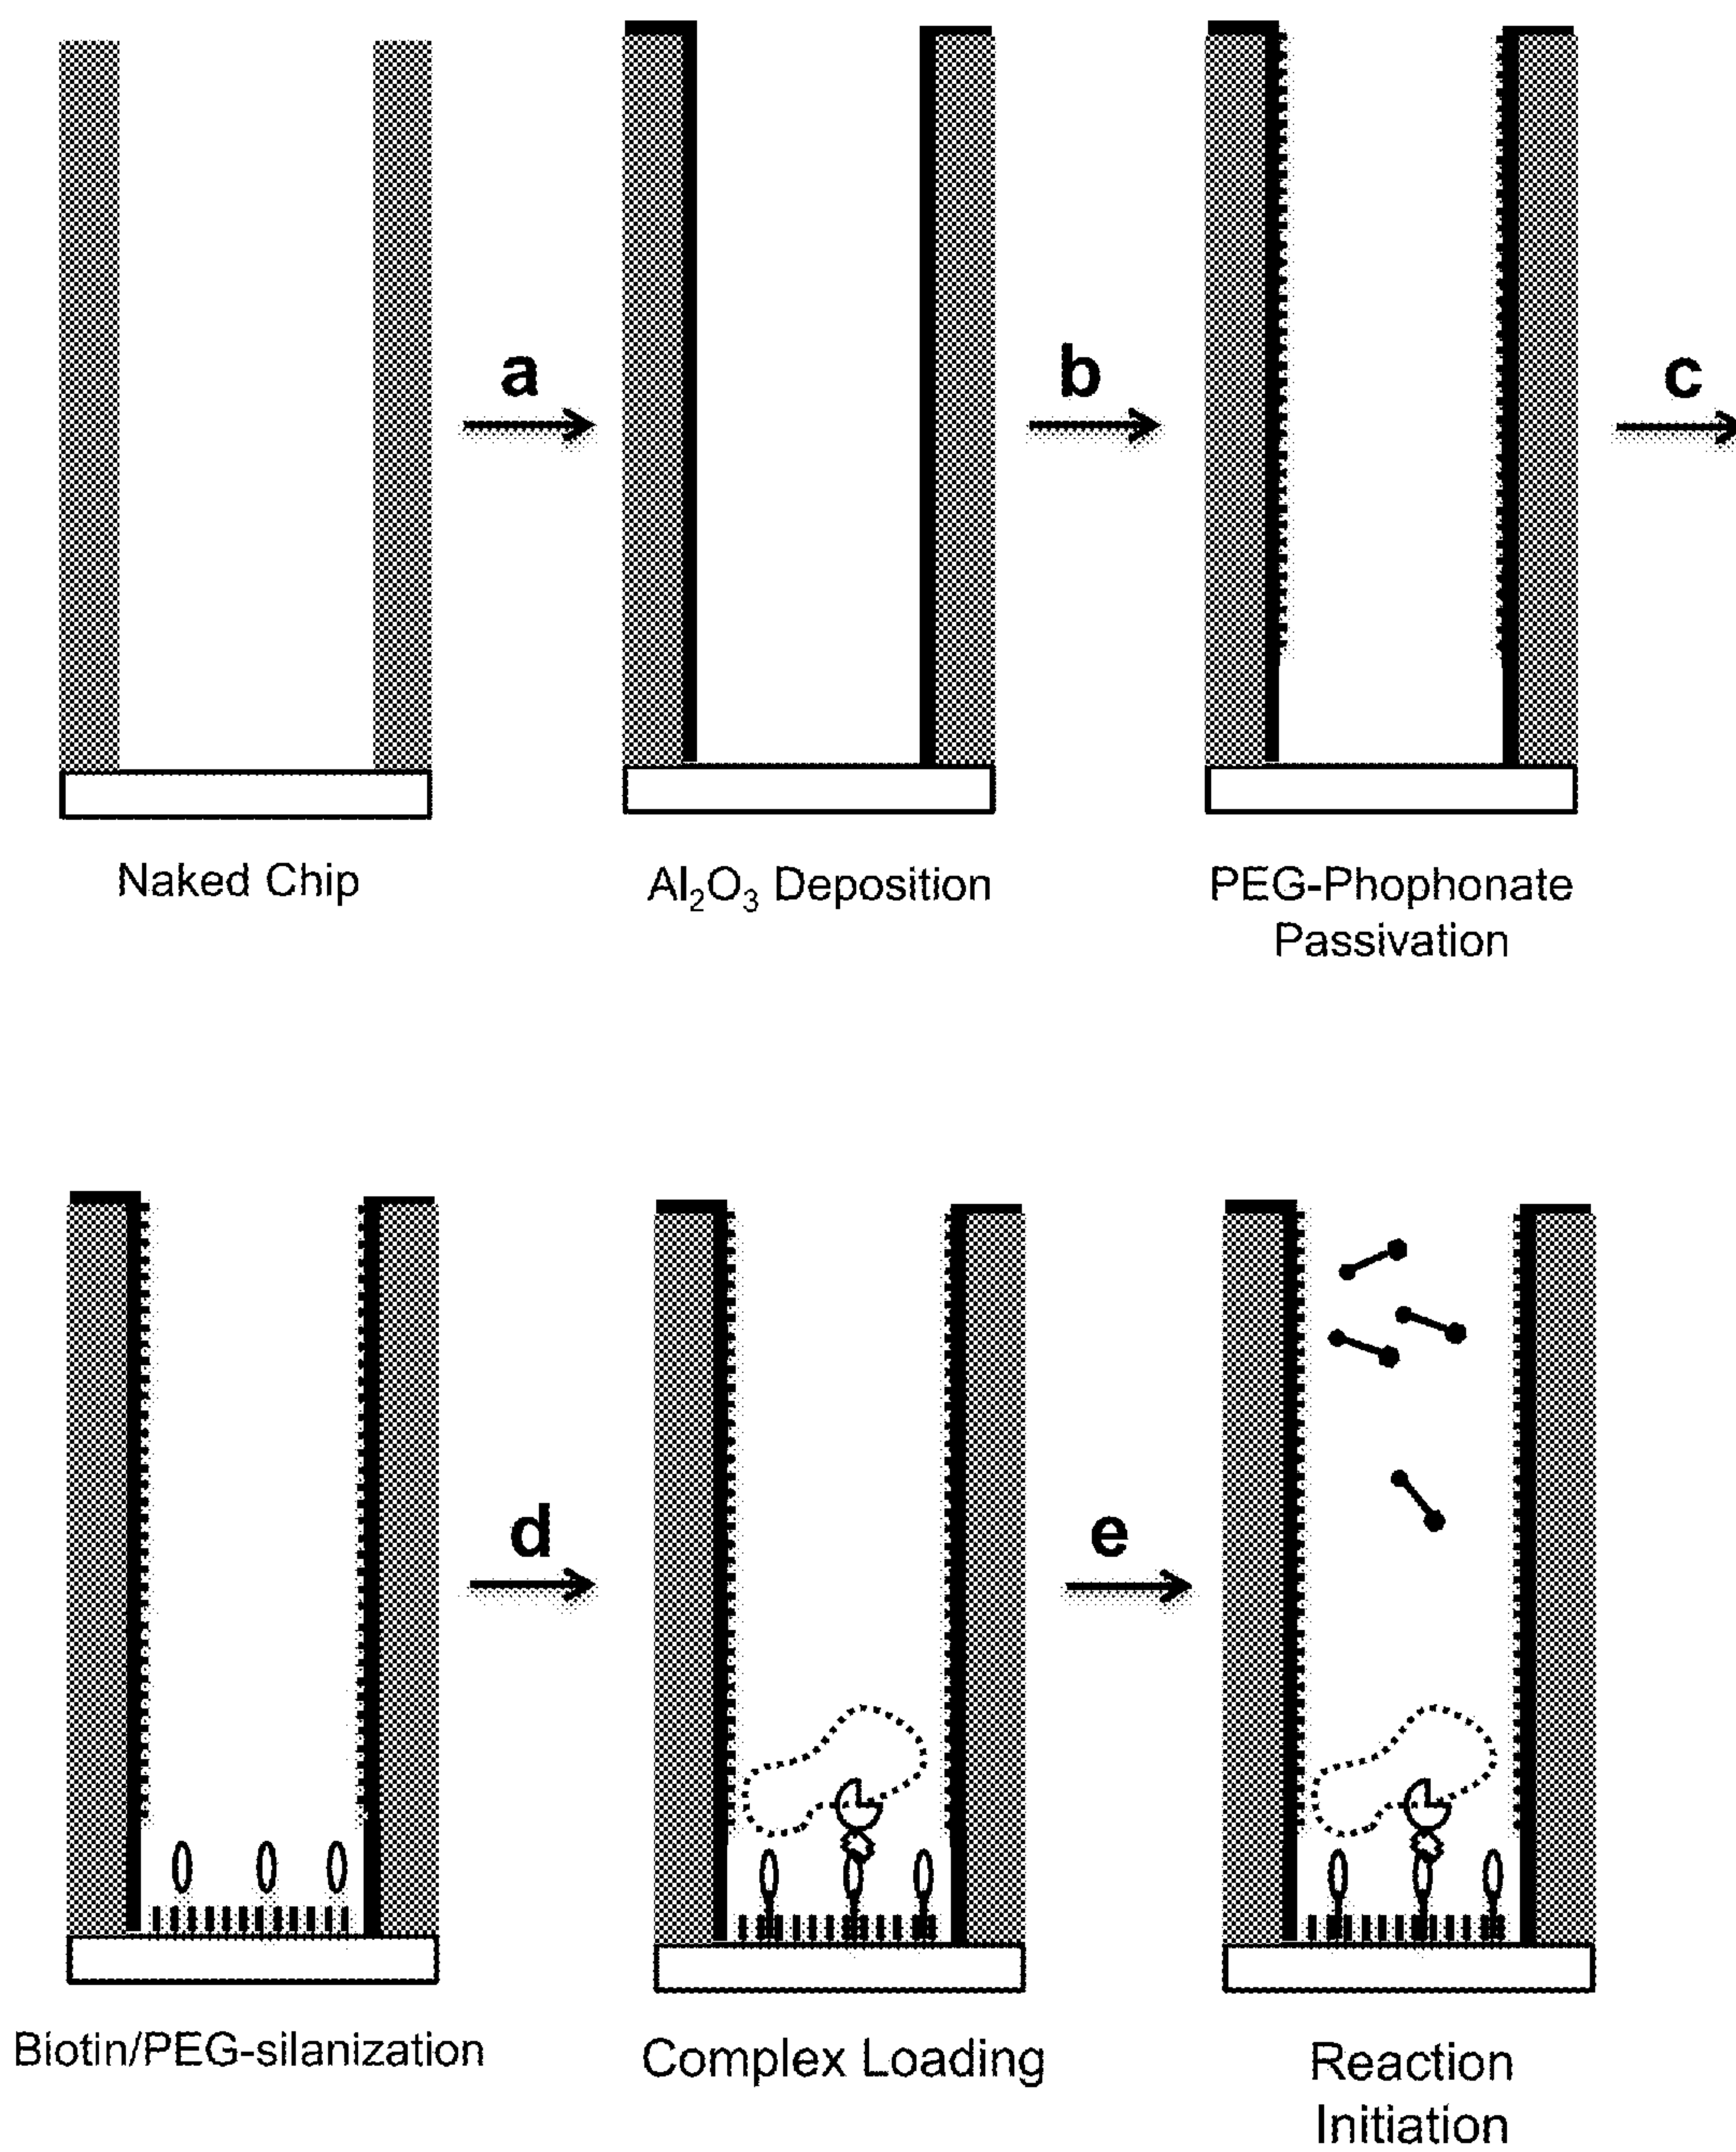 a
b
c
Naked Chip
Al₂O₃ Deposition
PEG-Phophonate
Passivation
d
e
Biotin/PEG-silanization
Complex Loading
Reaction
Initiation